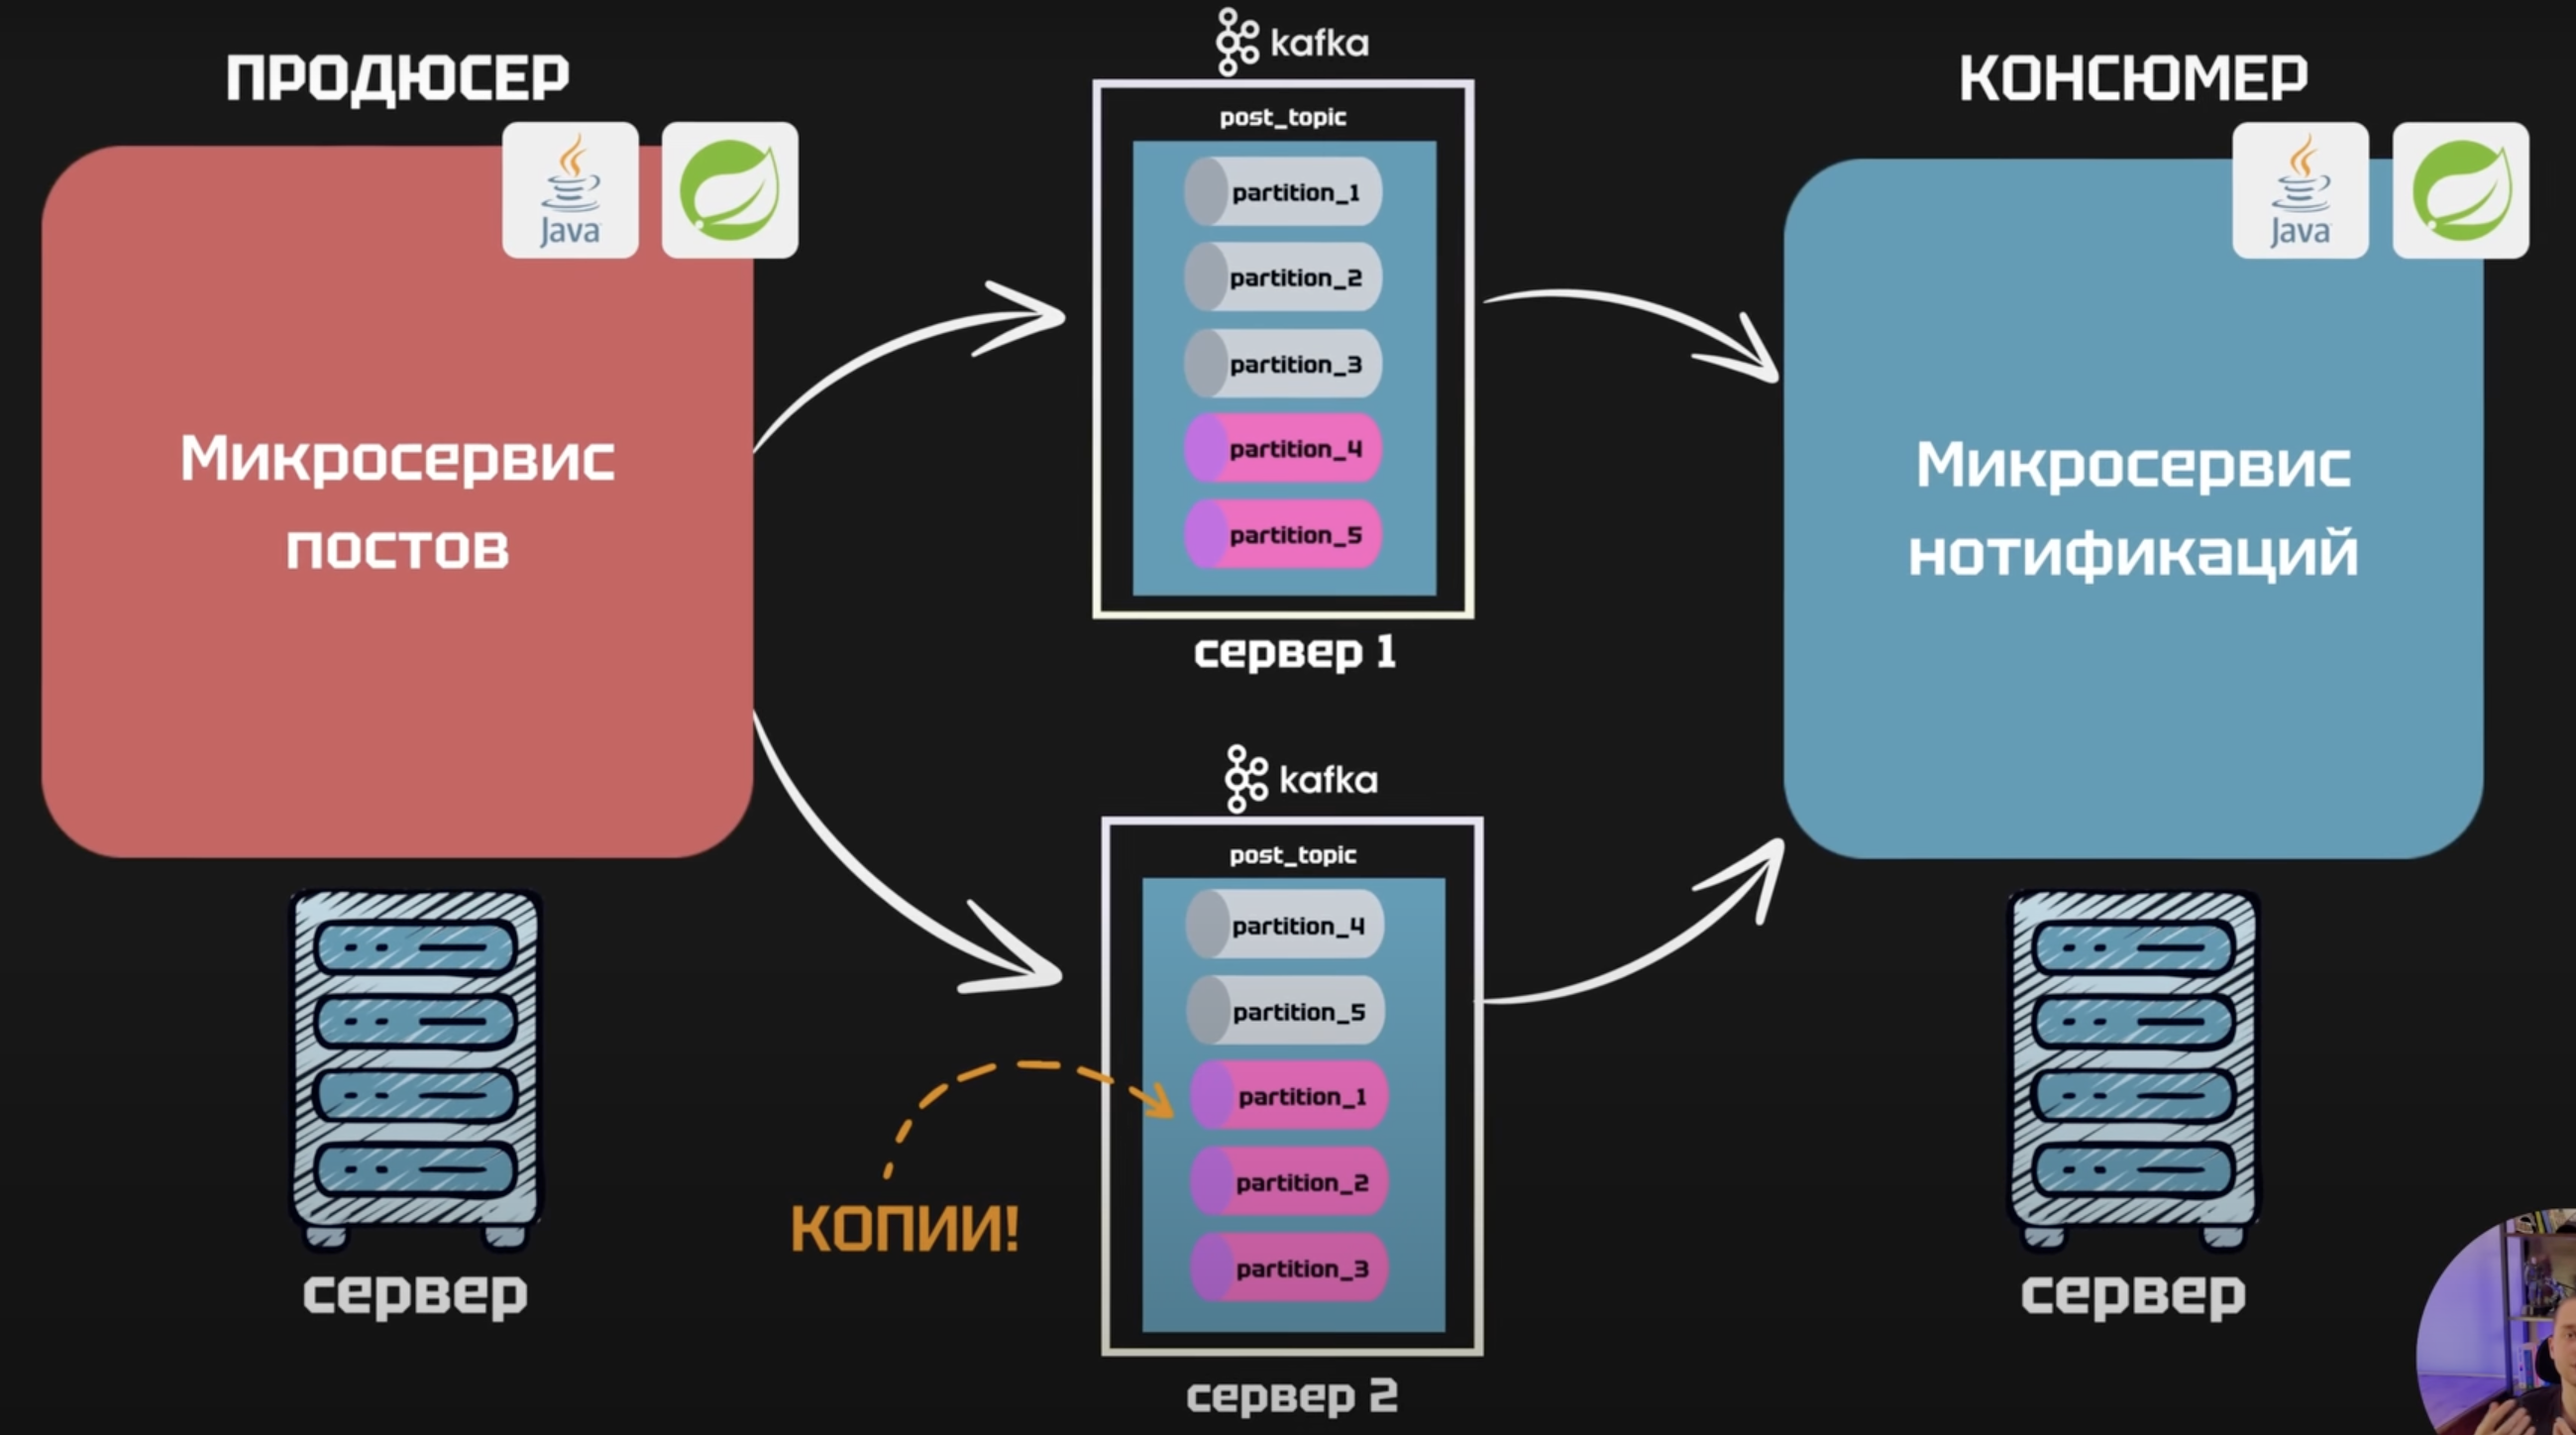 ПРОДЮСЕР
Java
Микросервис
постов
сервер
kafka
post_topic
partition_1
partition_2
partition_3
partition_4
partition_5
сервер 1
kafka
post_topic
partition_4
partition_5
partition_1
partition_2
partition_3
сервер 2
КОПИИ!
КОНСЮМЕР
Java
Микросервис
нотификаций
сервер